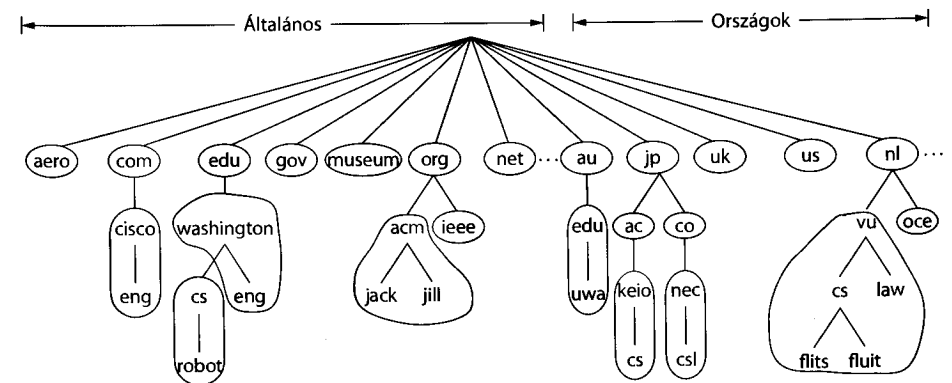 Általános Országok
aero com edu gov museum org net ... au jp uk us nl ...
cisco washington acm ieee edu ac co vu oce
eng cs eng jack jill uwa keio nec cs law
robot cs csl flits fluit